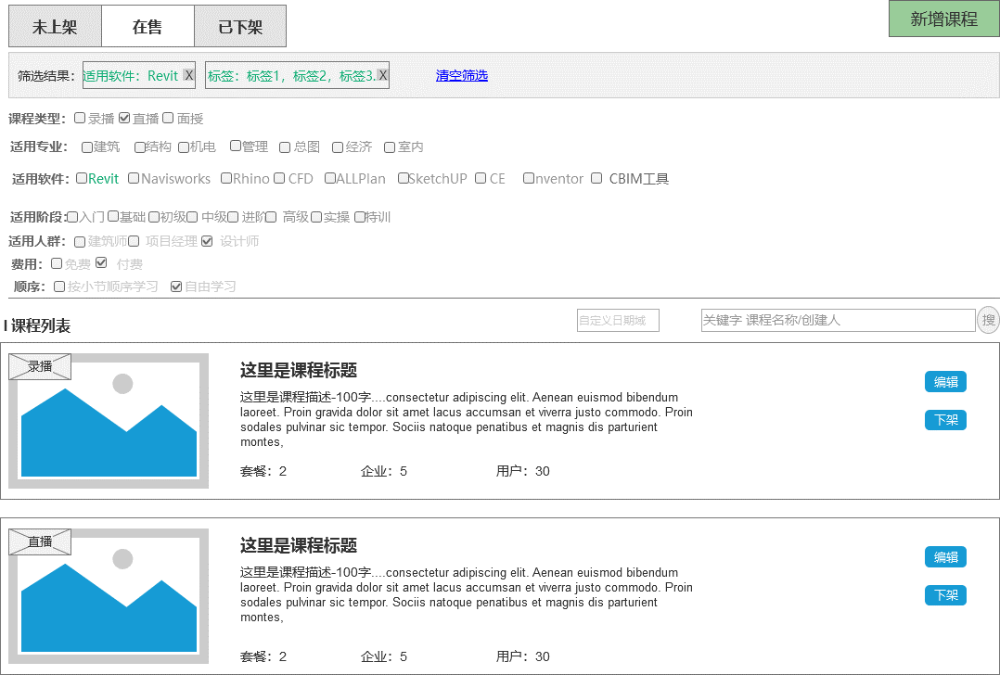 未上架 在售 已下架 新增课程
筛选结果： 适用软件：Revit X 标签：标签1，标签2，标签3.. X 清空筛选
课程类型： 录播 直播 面授
适用专业： 建筑 结构 机电 管理 总图 经济 室内
适用软件： Revit Navisworks Rhino CFD ALLPlan SketchUP CE Inventor CBIM工具
适用阶段： 入门 基础 初级 中级 进阶 高级 实操 特训
适用人群： 建筑师 项目经理 设计师
费用： 免费 付费
顺序： 按小节顺序学习 自由学习
I 课程列表 自定义日期域 关键字 课程名称/创建人 搜
录播
这里是课程标题
这里是课程描述-100字....consectetur adipiscing elit. Aenean euismod bibendum
laoreet. Proin gravida dolor sit amet lacus accumsan et viverra justo commodo. Proin
sodales pulvinar sic tempor. Sociis natoque penatibus et magnis dis parturient
montes,
套餐：2 企业：5 用户：30
编辑
下架
直播
这里是课程标题
这里是课程描述-100字....consectetur adipiscing elit. Aenean euismod bibendum
laoreet. Proin gravida dolor sit amet lacus accumsan et viverra justo commodo. Proin
sodales pulvinar sic tempor. Sociis natoque penatibus et magnis dis parturient
montes,
套餐：2 企业：5 用户：30
编辑
下架